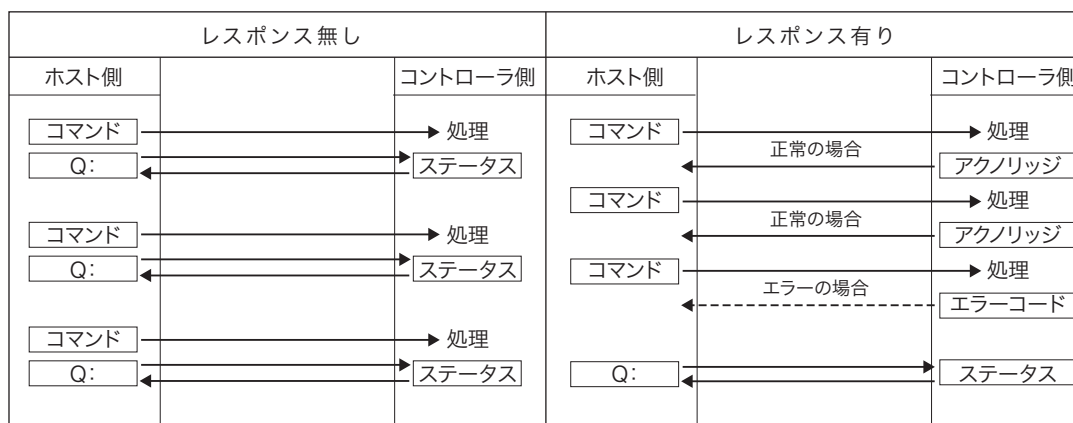 レスポンス無し
ホスト側
コントローラ側
コマンド
処理
Q:
ステータス
コマンド
処理
Q:
ステータス
コマンド
処理
Q:
ステータス
レスポンス有り
ホスト側
コントローラ側
コマンド
処理
正常の場合
アクノリッジ
コマンド
処理
正常の場合
アクノリッジ
コマンド
処理
エラーの場合
エラーコード
Q:
ステータス